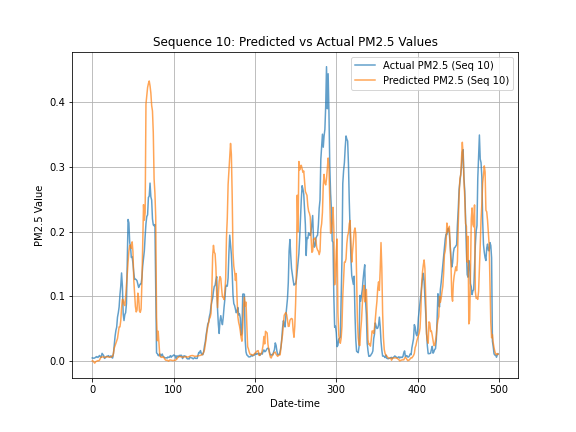 Sequence 10: Predicted vs Actual PM2.5 Values
Actual PM2.5 (Seq 10)
Predicted PM2.5 (Seq 10)
PM2.5 Value
0.4
0.3
0.2
0.1
0.0
0 100 200 300 400 500
Date-time